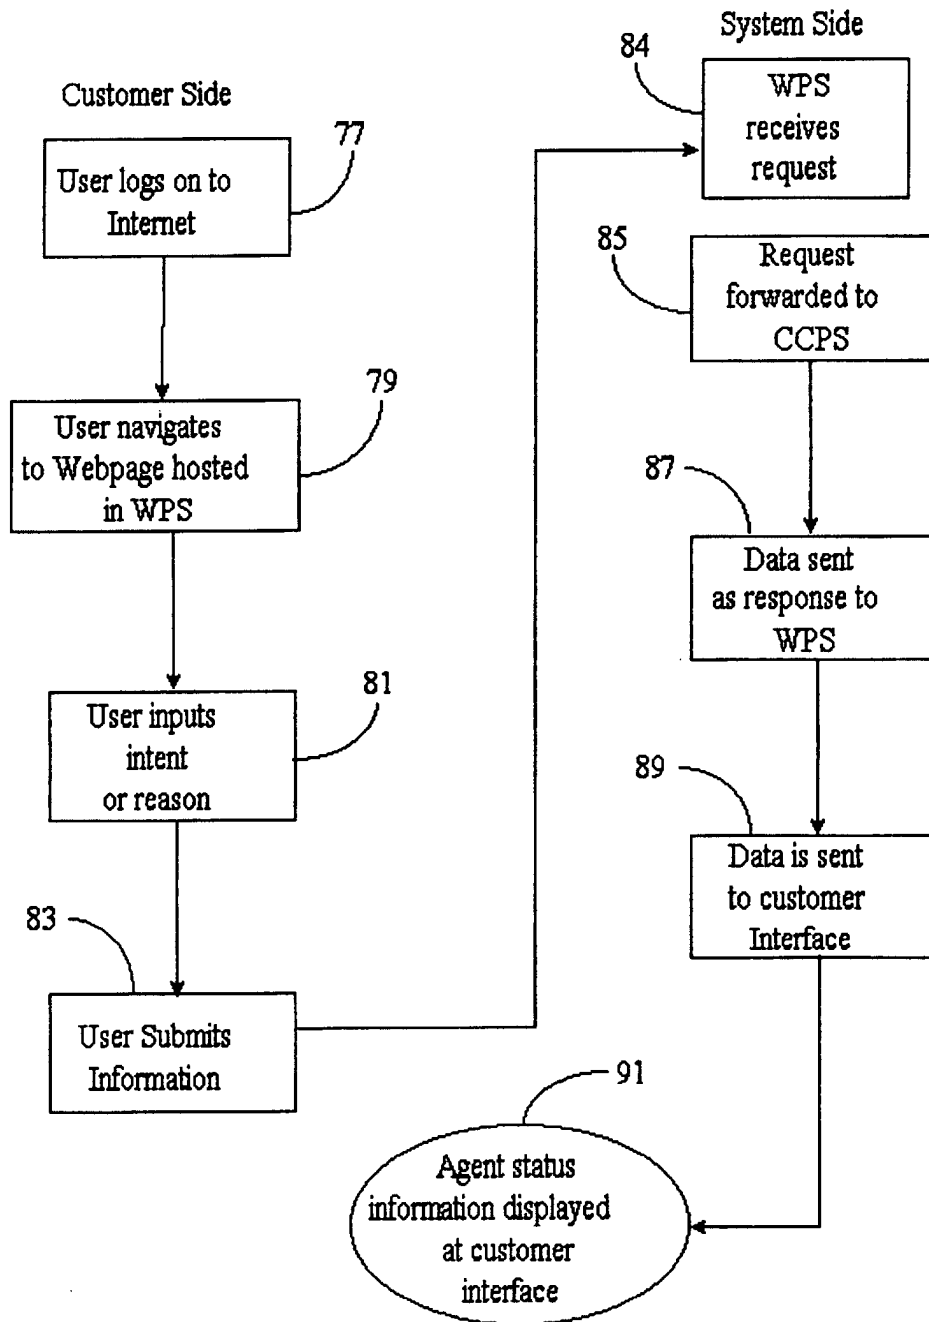 Customer Side
77
User logs on to
Internet
79
User navigates
to Webpage hosted
in WPS
81
User inputs
intent
or reason
83
User Submits
Information
System Side
84
WPS
receives
request
85
Request
forwarded to
CCPS
87
Data sent
as response to
WPS
89
Data is sent
to customer
Interface
91
Agent status
information displayed
at customer
interface